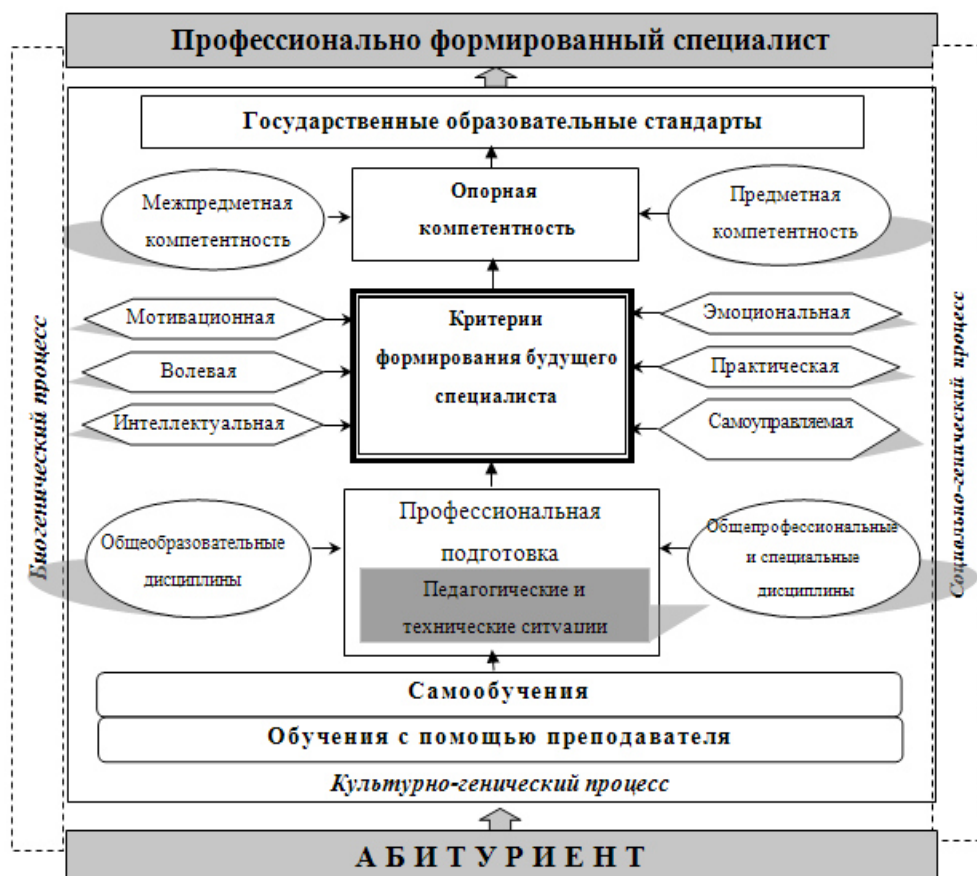 Профессионально формированный специалист
Государственные образовательные стандарты
Межпредметная
компетентность
Опорная
компетентность
Предметная
компетентность
Мотивационная
Волевая
Интеллектуальная
Критерии
формирования будущего
специалиста
Эмоциональная
Практическая
Самоуправляемая
Биогенический процесс
Социально-генический процесс
Общеобразовательные
дисциплины
Профессиональная
подготовка
Педагогические и
технические ситуации
Общепрофессиональные
и специальные
дисциплины
Самообучения
Обучения с помощью преподавателя
Культурно-генический процесс
АБИТУРИЕНТ